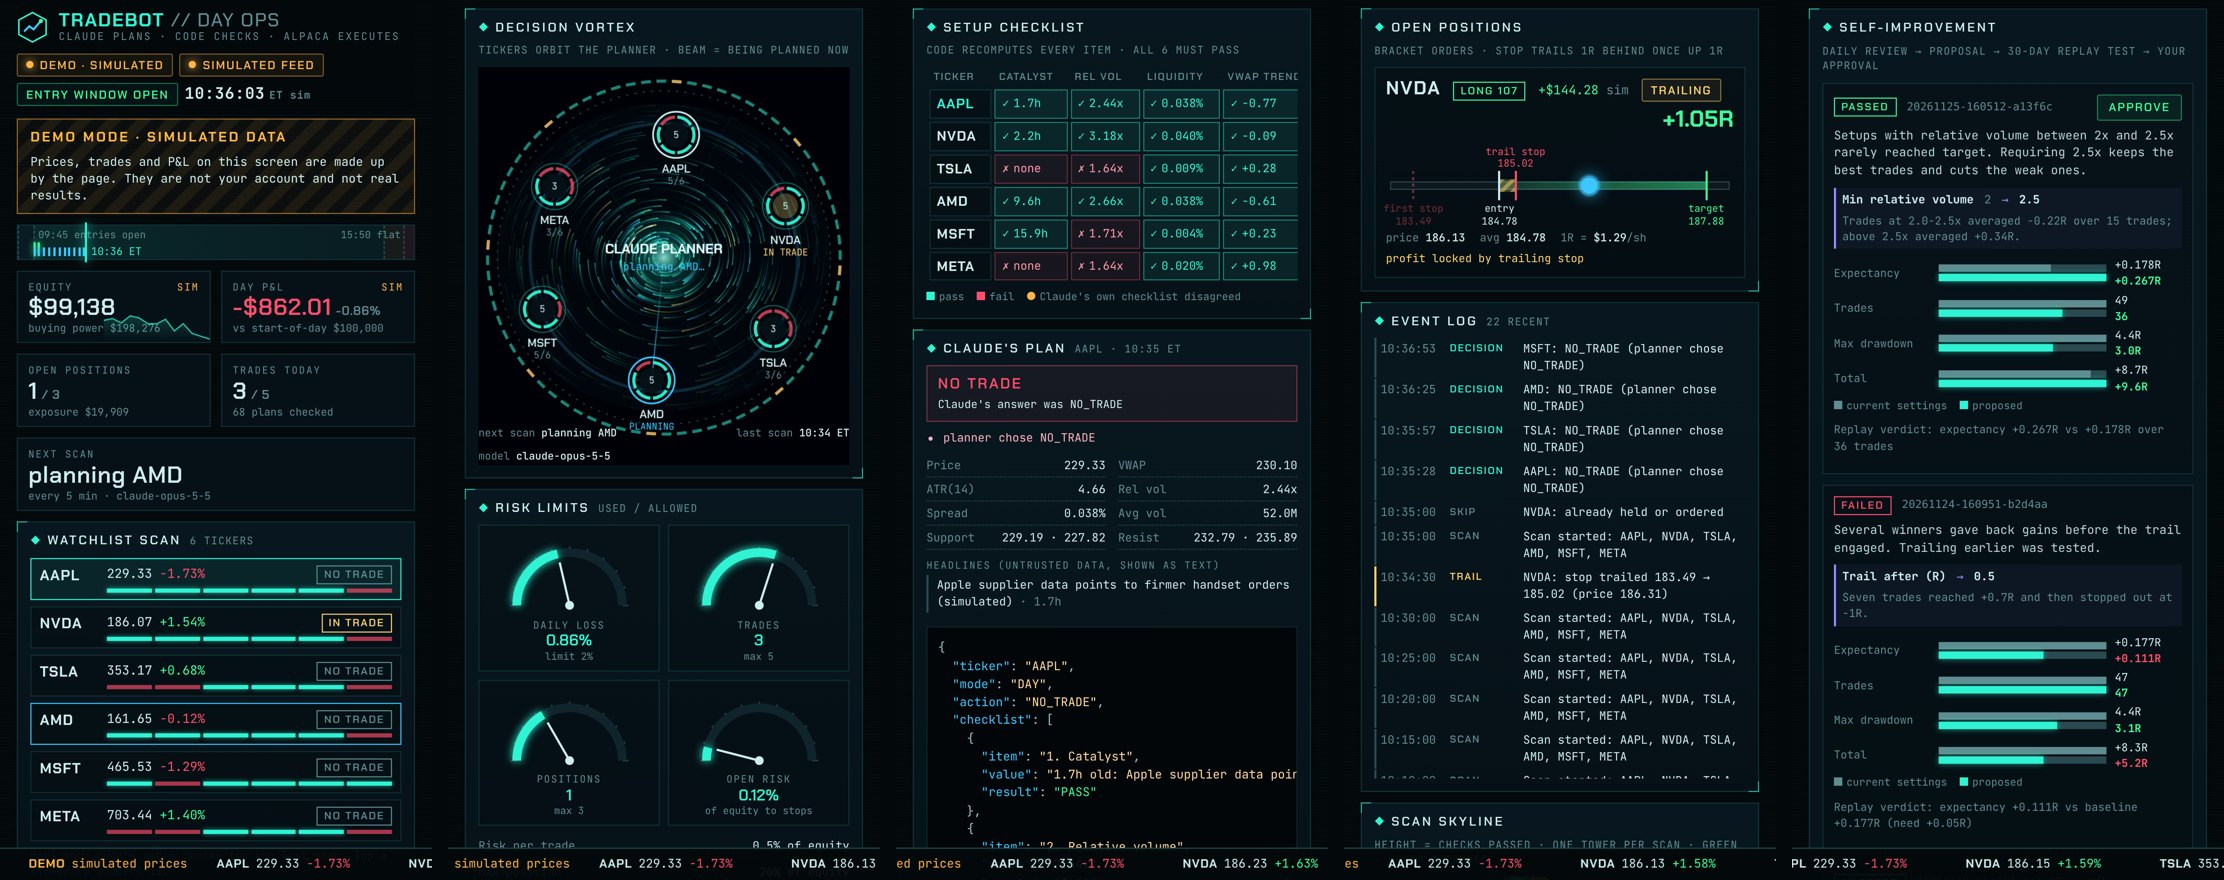 TRADEBOT // DAY OPS
CLAUDE PLANS · CODE CHECKS · ALPACA EXECUTES
DEMO · SIMULATED
SIMULATED FEED
ENTRY WINDOW OPEN
10:36:03 ET sim
DEMO MODE · SIMULATED DATA
Prices, trades and P&L on this screen are made up
by the page. They are not your account and not real
results.
09:45 entries open
15:50 flat
10:36 ET
EQUITY SIM
$99,138
buying power $198,276
DAY P&L SIM
-$862.01 -0.86%
vs start-of-day $100,000
OPEN POSITIONS
1 / 3
exposure $19,909
TRADES TODAY
3 / 5
68 plans checked
NEXT SCAN
planning AMD
every 5 min · claude-opus-5-5
WATCHLIST SCAN 6 TICKERS
AAPL 229.33 -1.73% NO TRADE
NVDA 186.07 +1.54% IN TRADE
TSLA 353.17 +0.68% NO TRADE
AMD 161.65 -0.12% NO TRADE
MSFT 465.53 -1.29% NO TRADE
META 703.44 +1.40% NO TRADE
DEMO simulated prices AAPL 229.33 -1.73% NVD
DECISION VORTEX
TICKERS ORBIT THE PLANNER · BEAM = BEING PLANNED NOW
5
AAPL
5/6
3
META
3/6
5
NVDA
IN TRADE
CLAUDE PLANNER
planning AMD…
5
MSFT
5/6
3
TSLA
3/6
5
AMD
PLANNING
next scan planning AMD
last scan 10:34 ET
model claude-opus-5-5
RISK LIMITS USED / ALLOWED
DAILY LOSS
0.86%
limit 2%
TRADES
3
max 5
POSITIONS
1
max 3
OPEN RISK
0.12%
of equity to stops
Risk per trade 0.5% of equity
simulated prices AAPL 229.33 -1.73% NVDA 186.13
SETUP CHECKLIST
CODE RECOMPUTES EVERY ITEM · ALL 6 MUST PASS
TICKER CATALYST REL VOL LIQUIDITY VWAP TREND
AAPL ✓ 1.7h ✓ 2.44x ✓ 0.038% ✓ -0.77
NVDA ✓ 2.2h ✓ 3.18x ✓ 0.040% ✓ -0.09
TSLA ✗ none ✗ 1.64x ✓ 0.009% ✓ +0.28
AMD ✓ 9.6h ✓ 2.66x ✓ 0.038% ✓ -0.61
MSFT ✓ 15.9h ✗ 1.71x ✓ 0.004% ✓ +0.23
META ✗ none ✗ 1.64x ✓ 0.020% ✓ +0.98
pass fail Claude's own checklist disagreed
CLAUDE'S PLAN AAPL · 10:35 ET
NO TRADE
Claude's answer was NO_TRADE
• planner chose NO_TRADE
Price 229.33 VWAP 230.10
ATR(14) 4.66 Rel vol 2.44x
Spread 0.038% Avg vol 52.0M
Support 229.19 · 227.82 Resist 232.79 · 235.89
HEADLINES (UNTRUSTED DATA, SHOWN AS TEXT)
Apple supplier data points to firmer handset orders
(simulated) · 1.7h
{
"ticker": "AAPL",
"mode": "DAY",
"action": "NO_TRADE",
"checklist": [
{
"item": "1. Catalyst",
"value": "1.7h old: Apple supplier data poin
"result": "PASS"
},
{
"item": "2. Relative volume"
ed prices AAPL 229.33 -1.73% NVDA 186.23 +1.63%
OPEN POSITIONS
BRACKET ORDERS · STOP TRAILS 1R BEHIND ONCE UP 1R
NVDA LONG 107 +$144.28 sim TRAILING
+1.05R
trail stop
185.02
first stop
183.49
entry
184.78
target
187.88
price 186.13 avg 184.78 1R = $1.29/sh
profit locked by trailing stop
EVENT LOG 22 RECENT
10:36:53 DECISION MSFT: NO_TRADE (planner chose
NO_TRADE)
10:36:25 DECISION AMD: NO_TRADE (planner chose
NO_TRADE)
10:35:57 DECISION TSLA: NO_TRADE (planner chose
NO_TRADE)
10:35:28 DECISION AAPL: NO_TRADE (planner chose
NO_TRADE)
10:35:00 SKIP NVDA: already held or ordered
10:35:00 SCAN Scan started: AAPL, NVDA, TSLA,
AMD, MSFT, META
10:34:30 TRAIL NVDA: stop trailed 183.49 →
185.02 (price 186.31)
10:30:00 SCAN Scan started: AAPL, NVDA, TSLA,
AMD, MSFT, META
10:25:00 SCAN Scan started: AAPL, NVDA, TSLA,
AMD, MSFT, META
10:20:00 SCAN Scan started: AAPL, NVDA, TSLA,
AMD, MSFT, META
10:15:00 SCAN Scan started: AAPL, NVDA, TSLA,
AMD, MSFT, META
SCAN SKYLINE
HEIGHT = CHECKS PASSED · ONE TOWER PER SCAN · GREEN
es AAPL 229.33 -1.73% NVDA 186.13 +1.58%
SELF-IMPROVEMENT
DAILY REVIEW → PROPOSAL → 30-DAY REPLAY TEST → YOUR
APPROVAL
PASSED 20261125-160512-a13f6c APPROVE
Setups with relative volume between 2x and 2.5x
rarely reached target. Requiring 2.5x keeps the
best trades and cuts the weak ones.
Min relative volume 2 → 2.5
Trades at 2.0-2.5x averaged -0.22R over 15 trades;
above 2.5x averaged +0.34R.
Expectancy +0.178R
+0.267R
Trades 49
36
Max drawdown 4.4R
3.0R
Total +8.7R
+9.6R
current settings proposed
Replay verdict: expectancy +0.267R vs +0.178R over
36 trades
FAILED 20261124-160951-b2d4aa
Several winners gave back gains before the trail
engaged. Trailing earlier was tested.
Trail after (R) → 0.5
Seven trades reached +0.7R and then stopped out at
-1R.
Expectancy +0.177R
+0.111R
Trades 47
47
Max drawdown 4.4R
3.1R
Total +8.3R
+5.2R
current settings proposed
Replay verdict: expectancy +0.111R vs baseline
+0.177R (need +0.05R)
PL 229.33 -1.73% NVDA 186.15 +1.59% TSLA 353.